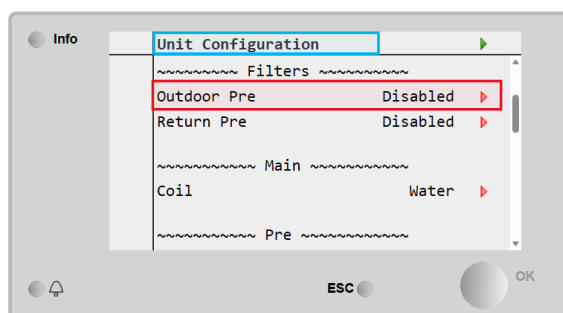 Info
Unit Configuration
~~~~~~~~~ Filters ~~~~~~~~~~
Outdoor Pre Disabled
Return Pre Disabled
~~~~~~~~~~~ Main ~~~~~~~~~~~
Coil Water
~~~~~~~~~~~ Pre ~~~~~~~~~~~~
ESC
OK